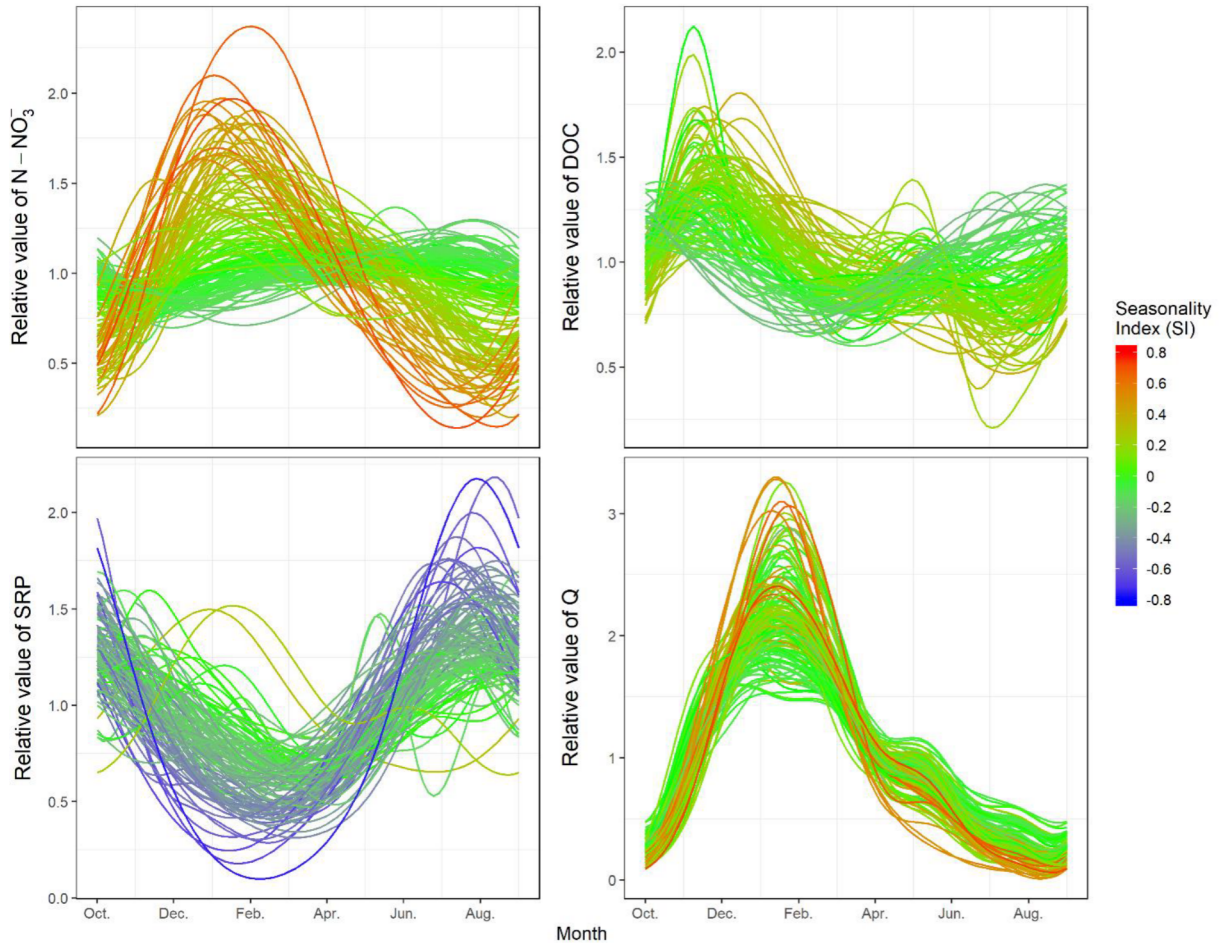 Relative value of N − NO₃⁻
2.0
1.5
1.0
0.5
Relative value of DOC
2.0
1.5
1.0
0.5
Relative value of SRP
2.0
1.5
1.0
0.5
0.0
Oct. Dec. Feb. Apr. Jun. Aug.
Relative value of Q
3
2
1
0
Oct. Dec. Feb. Apr. Jun. Aug.
Month
Seasonality
Index (SI)
0.8
0.6
0.4
0.2
0
-0.2
-0.4
-0.6
-0.8